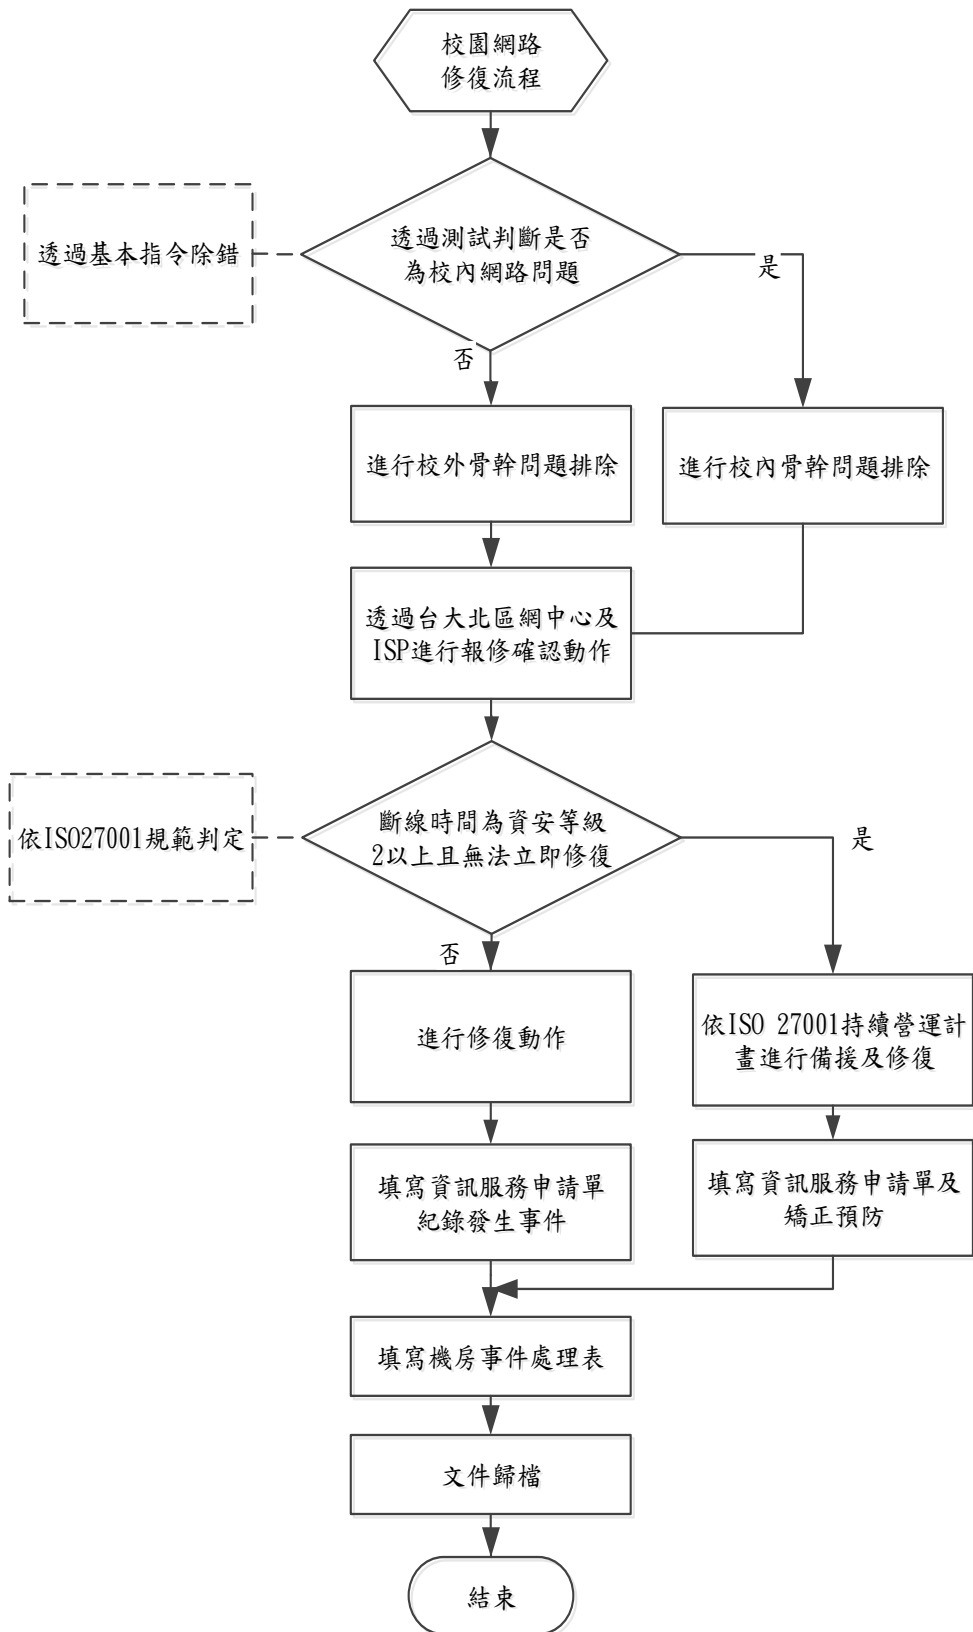 校園網路
修復流程
透過基本指令除錯
透過測試判斷是否
為校內網路問題
是
否
進行校外骨幹問題排除
進行校內骨幹問題排除
透過台大北區網中心及
ISP進行報修確認動作
依ISO27001規範判定
斷線時間為資安等級
2以上且無法立即修復
是
否
進行修復動作
依ISO 27001持續營運計
畫進行備援及修復
填寫資訊服務申請單
紀錄發生事件
填寫資訊服務申請單及
矯正預防
填寫機房事件處理表
文件歸檔
結束